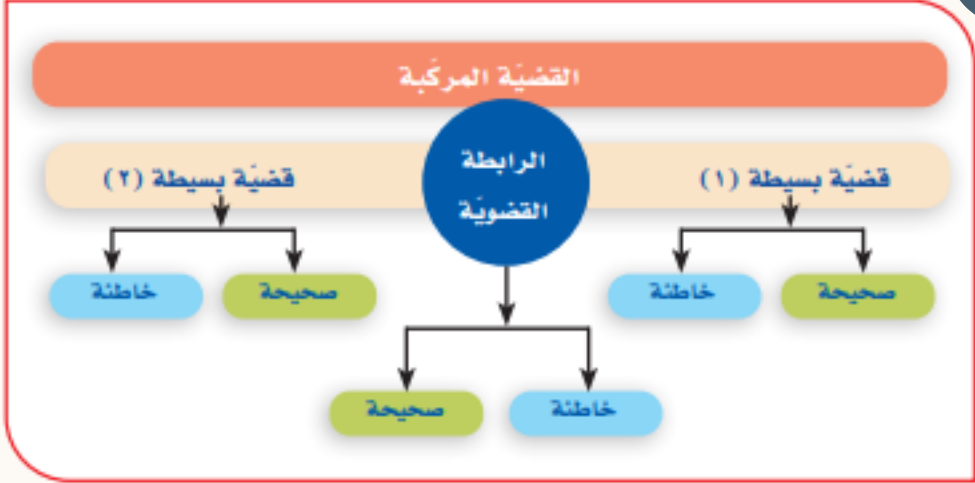 القضيّة المركّبة
الرابطة
القضويّة
قضيّة بسيطة (١)
قضيّة بسيطة (٢)
صحيحة
خاطئة
صحيحة
خاطئة
خاطئة
صحيحة